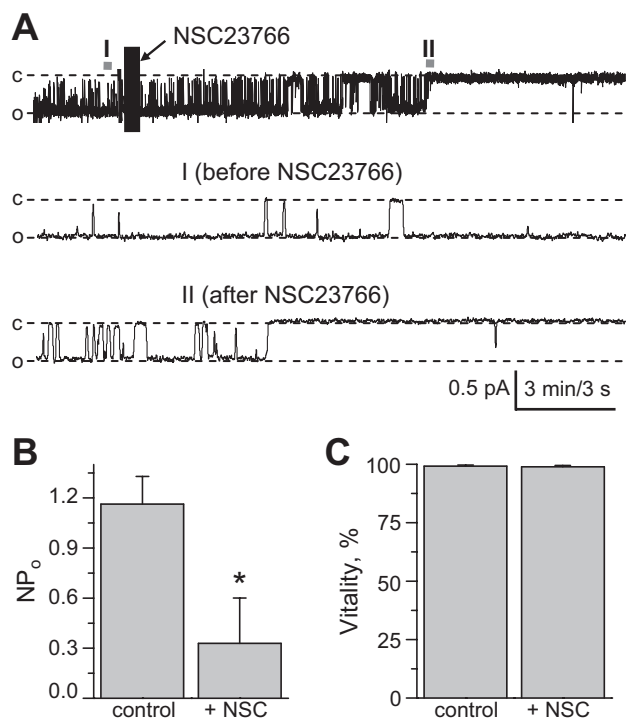 A
I
NSC23766
II
c
o
I (before NSC23766)
c
o
II (after NSC23766)
c
o
0.5 pA
3 min/3 s
B
NPo
1.2
0.9
0.6
0.3
0.0
*
control
+ NSC
C
Vitality, %
100
75
50
25
0
control
+ NSC